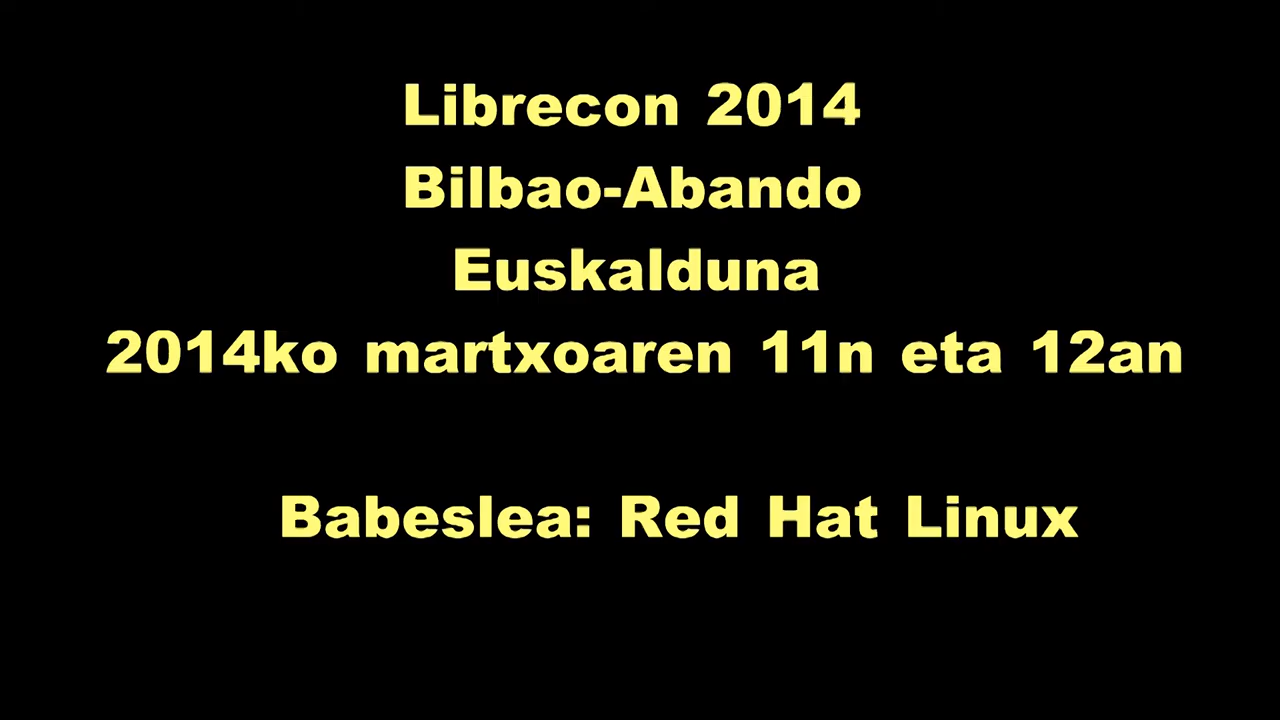 Librecon 2014
Bilbao-Abando
Euskalduna
2014ko martxoaren 11n eta 12an
Babeslea: Red Hat Linux